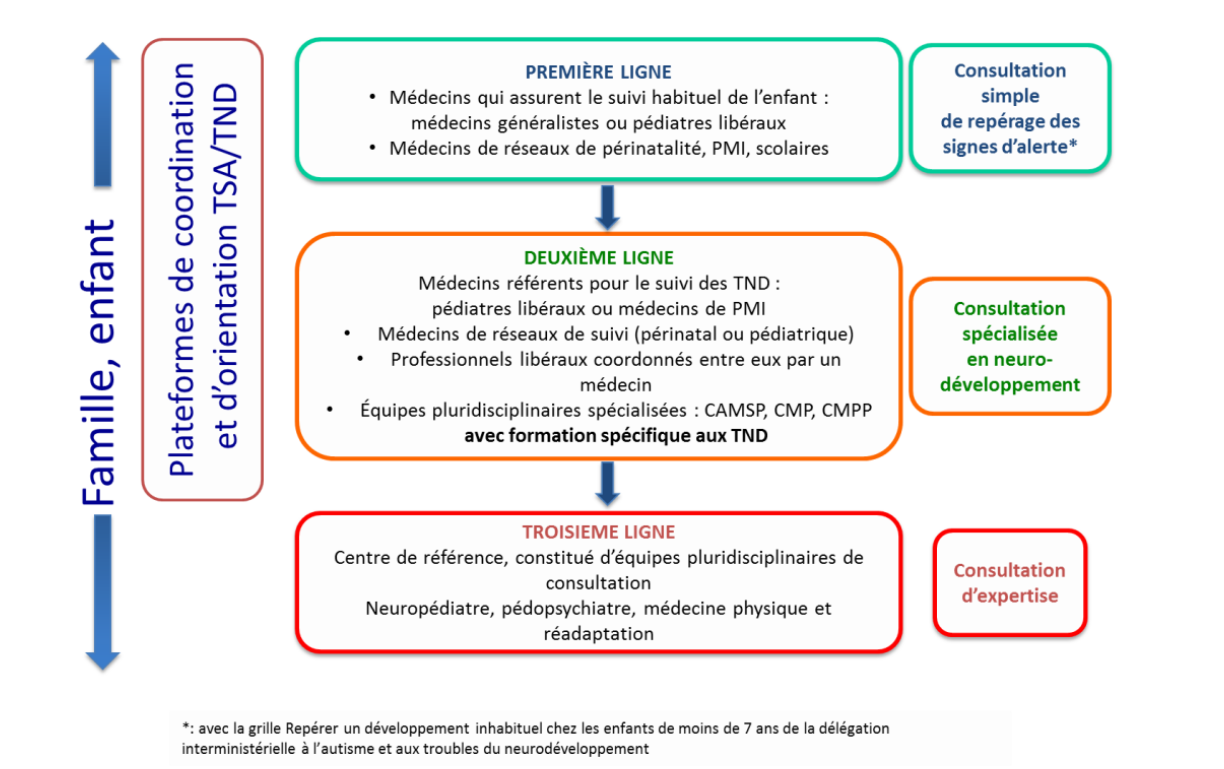 Famille, enfant
Plateformes de coordination
et d’orientation TSA/TND
PREMIÈRE LIGNE
• Médecins qui assurent le suivi habituel de l’enfant :
médecins généralistes ou pédiatres libéraux
• Médecins de réseaux de périnatalité, PMI, scolaires
Consultation
simple
de repérage des
signes d’alerte*
DEUXIÈME LIGNE
Médecins référents pour le suivi des TND :
pédiatres libéraux ou médecins de PMI
• Médecins de réseaux de suivi (périnatal ou pédiatrique)
• Professionnels libéraux coordonnés entre eux par un
médecin
• Équipes pluridisciplinaires spécialisées : CAMSP, CMP, CMPP
avec formation spécifique aux TND
Consultation
spécialisée
en neuro-
développement
TROISIEME LIGNE
Centre de référence, constitué d’équipes pluridisciplinaires de
consultation
Neuropédiatre, pédopsychiatre, médecine physique et
réadaptation
Consultation
d’expertise
*: avec la grille Repérer un développement inhabituel chez les enfants de moins de 7 ans de la délégation
interministérielle à l’autisme et aux troubles du neurodéveloppement